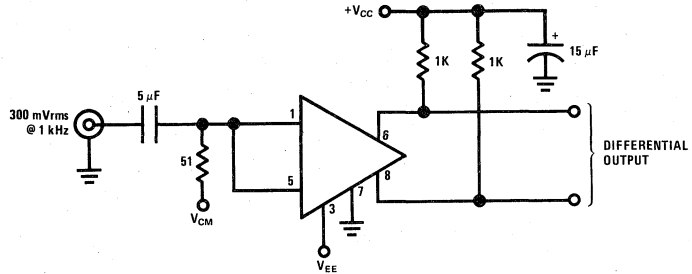 +VCC
1K
1K
+
15 µF
5 µF
300 mVrms
@ 1 kHz
1
6
DIFFERENTIAL
OUTPUT
51
8
5
7
3
VCM
VEE